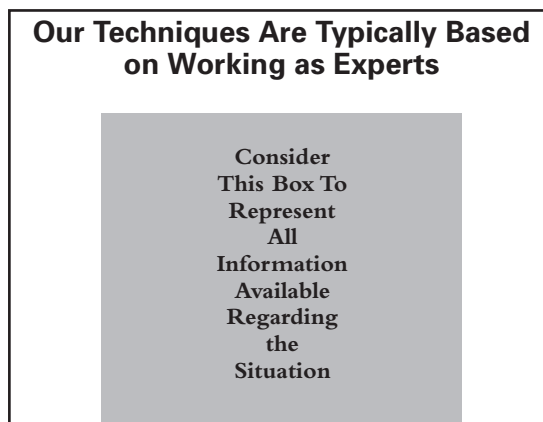 Our Techniques Are Typically Based
on Working as Experts
Consider
This Box To
Represent
All
Information
Available
Regarding
the
Situation